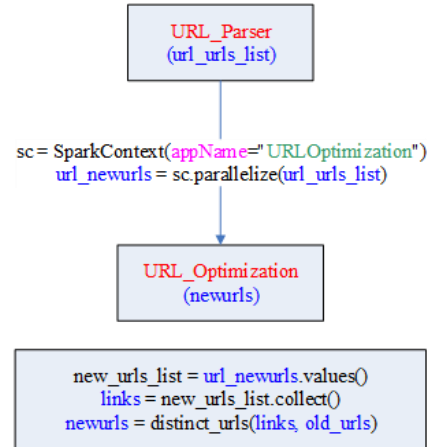 URL_Parser
(url_urls_list)
sc = SparkContext(appName="URLOptimization")
url_newurls = sc.parallelize(url_urls_list)
URL_Optimization
(newurls)
new_urls_list = url_newurls.values()
links = new_urls_list.collect()
newurls = distinct_urls(links, old_urls)